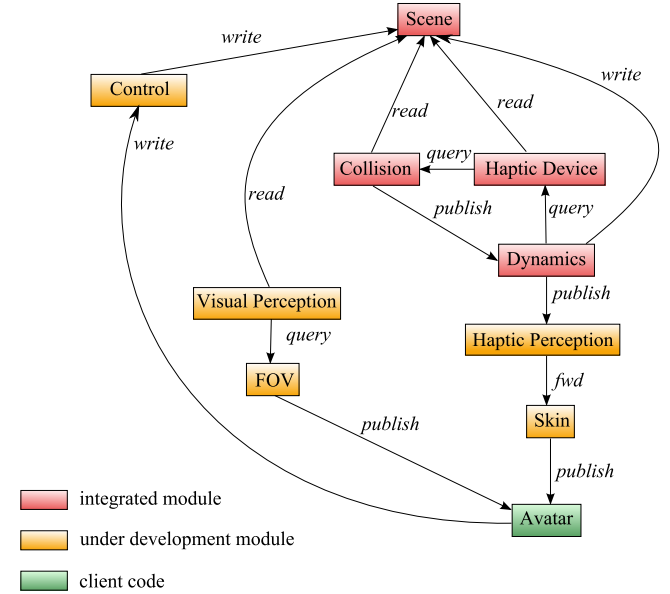 Scene
write
write
Control
read
read
write
query
Collision
Haptic Device
read
publish
query
Dynamics
publish
Visual Perception
query
Haptic Perception
FOV
fwd
Skin
publish
publish
integrated module
Avatar
under development module
client code